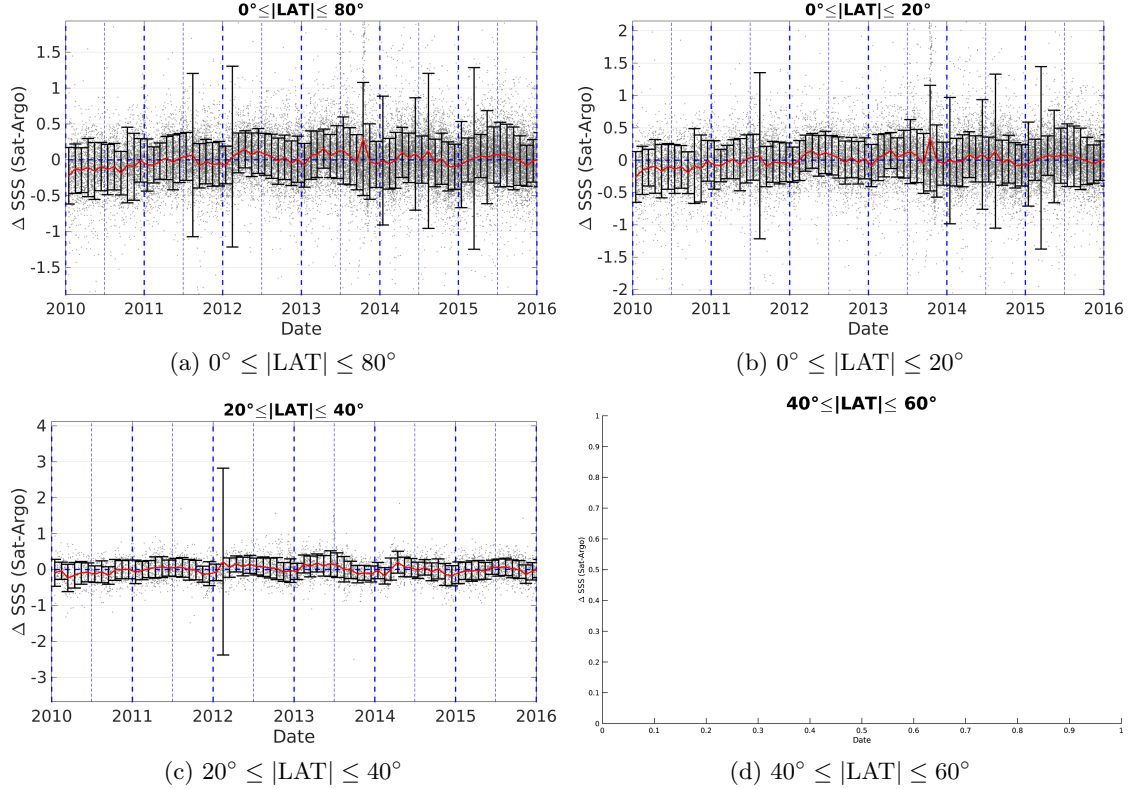 0°≤|LAT|≤ 80°
1.5
1
0.5
0
-0.5
-1
-1.5
Δ SSS (Sat-Argo)
2010 2011 2012 2013 2014 2015 2016
Date
(a) 0° ≤ |LAT| ≤ 80°
0°≤|LAT|≤ 20°
2
1.5
1
0.5
0
-0.5
-1
-1.5
-2
Δ SSS (Sat-Argo)
2010 2011 2012 2013 2014 2015 2016
Date
(b) 0° ≤ |LAT| ≤ 20°
20°≤|LAT|≤ 40°
4
3
2
1
0
-1
-2
-3
Δ SSS (Sat-Argo)
2010 2011 2012 2013 2014 2015 2016
Date
(c) 20° ≤ |LAT| ≤ 40°
40°≤|LAT|≤ 60°
1
0.9
0.8
0.7
0.6
0.5
0.4
0.3
0.2
0.1
0
Δ SSS (Sat-Argo)
0 0.1 0.2 0.3 0.4 0.5 0.6 0.7 0.8 0.9 1
Date
(d) 40° ≤ |LAT| ≤ 60°